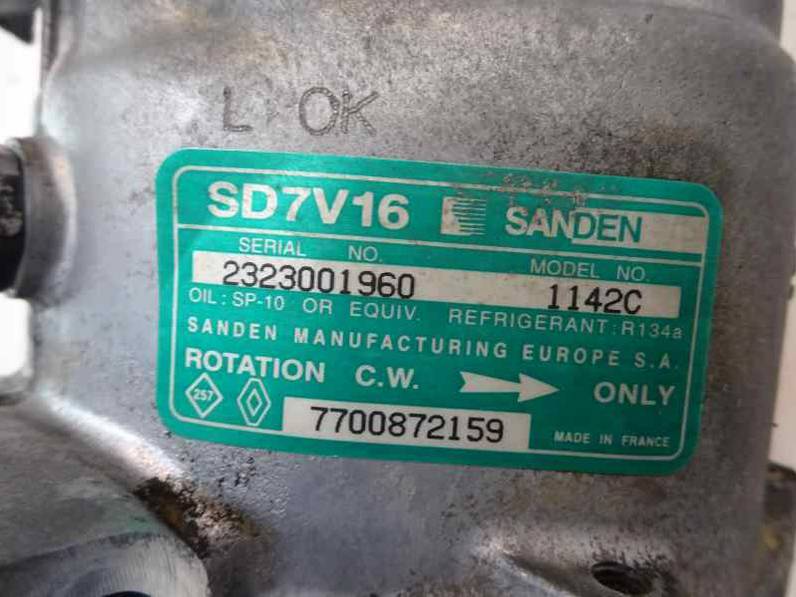 L OK
SD7V16 SANDEN
SERIAL NO. MODEL NO.
2323001960 1142C
OIL: SP-10 OR EQUIV. REFRIGERANT: R134a
SANDEN MANUFACTURING EUROPE S.A.
ROTATION C.W. ONLY
257
7700872159 MADE IN FRANCE